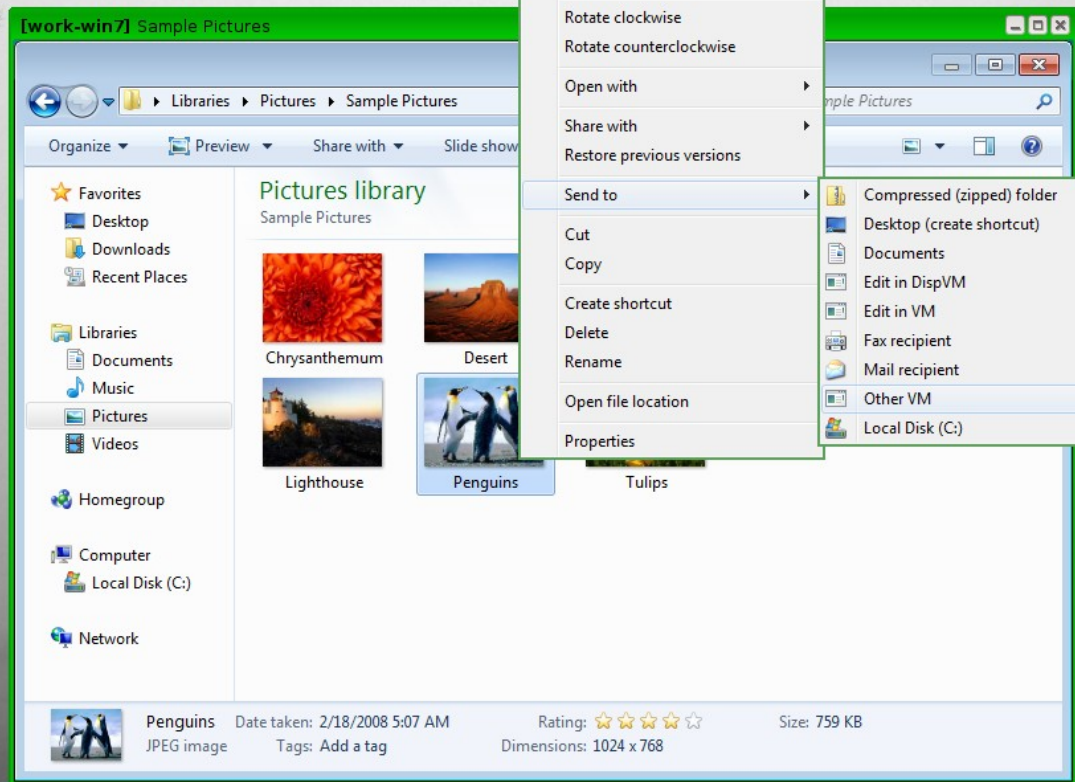 [work-win7] Sample Pictures
Rotate clockwise
Rotate counterclockwise
Open with
Share with
Restore previous versions
Send to
Cut
Copy
Create shortcut
Delete
Rename
Open file location
Properties
Compressed (zipped) folder
Desktop (create shortcut)
Documents
Edit in DispVM
Edit in VM
Fax recipient
Mail recipient
Other VM
Local Disk (C:)
Libraries Pictures Sample Pictures
Pictures
Organize Preview Share with Slide show
Favorites
Desktop
Downloads
Recent Places
Libraries
Documents
Music
Pictures
Videos
Homegroup
Computer
Local Disk (C:)
Network
Pictures library
Sample Pictures
Chrysanthemum
Desert
Lighthouse
Penguins
Tulips
Penguins Date taken: 2/18/2008 5:07 AM Rating: Size: 759 KB
JPEG image Tags: Add a tag Dimensions: 1024 x 768